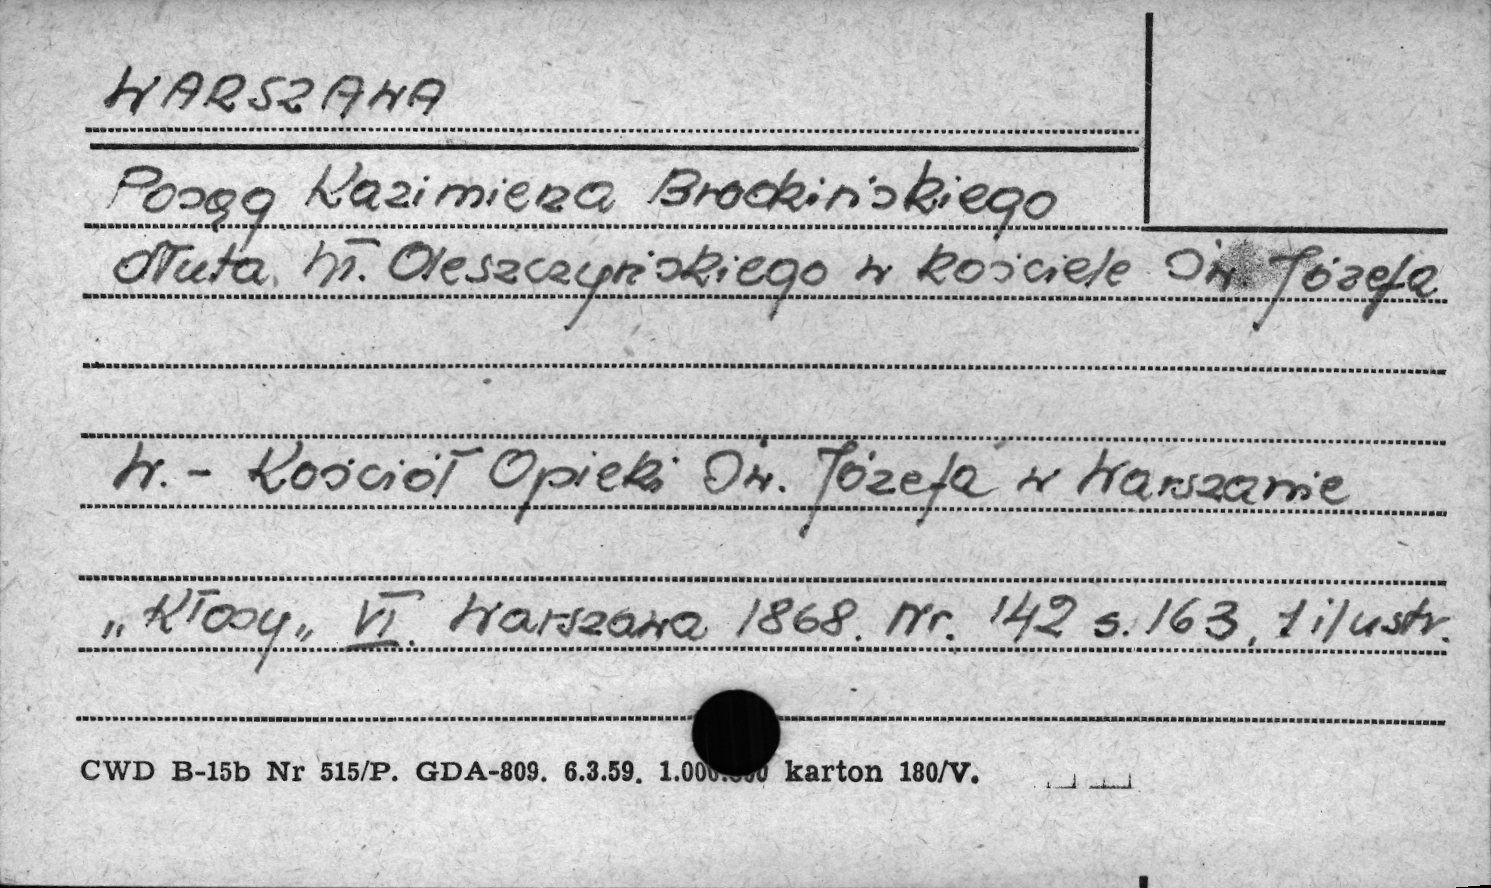 WARSZAWA
Posąg Kazimierza Brodzińskiego
dłuta Wł. Oleszczyńskiego w kościele Św. Józefa
W. - Kościół Opieki Św. Józefa w Warszawie
„Kłosy„ VI. Warszawa 1868. Nr. 142 s. 163, 1 ilustr.
CWD B-15b Nr 515/P. GDA-809. 6.3.59. 1.000.000 karton 180/V.